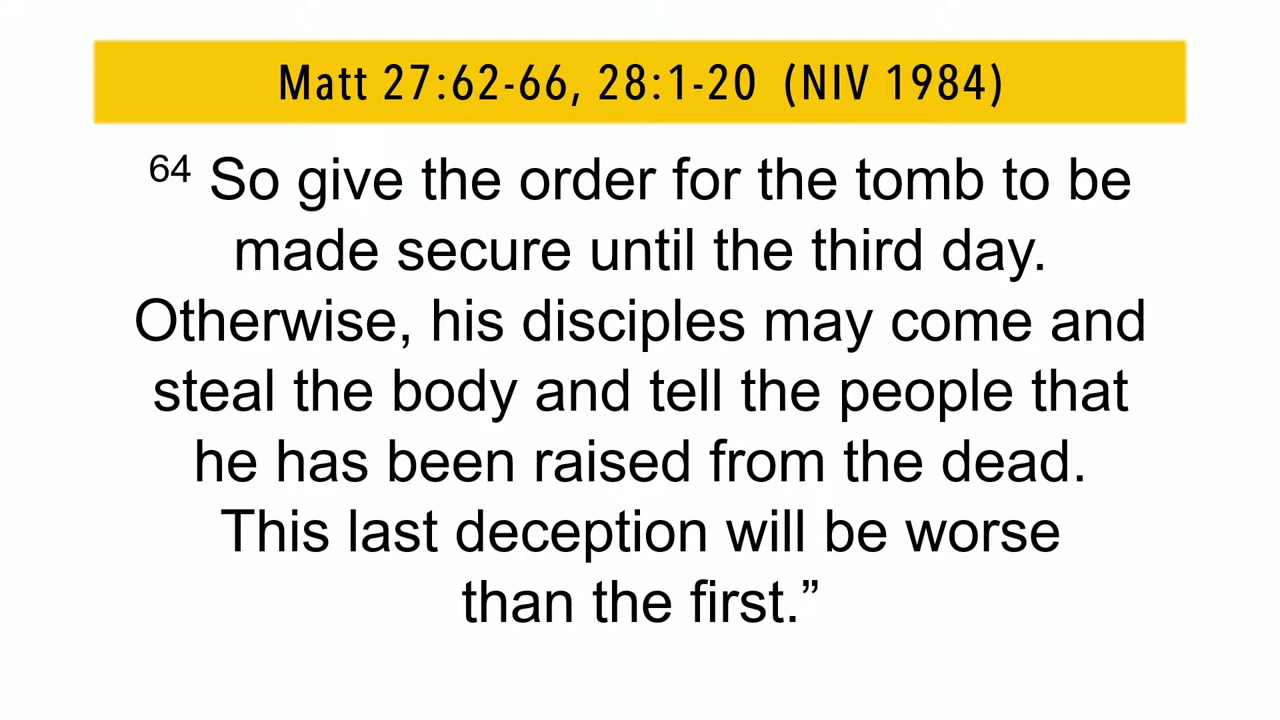 Matt 27:62-66, 28:1-20 (NIV 1984)
64 So give the order for the tomb to be
made secure until the third day.
Otherwise, his disciples may come and
steal the body and tell the people that
he has been raised from the dead.
This last deception will be worse
than the first.”